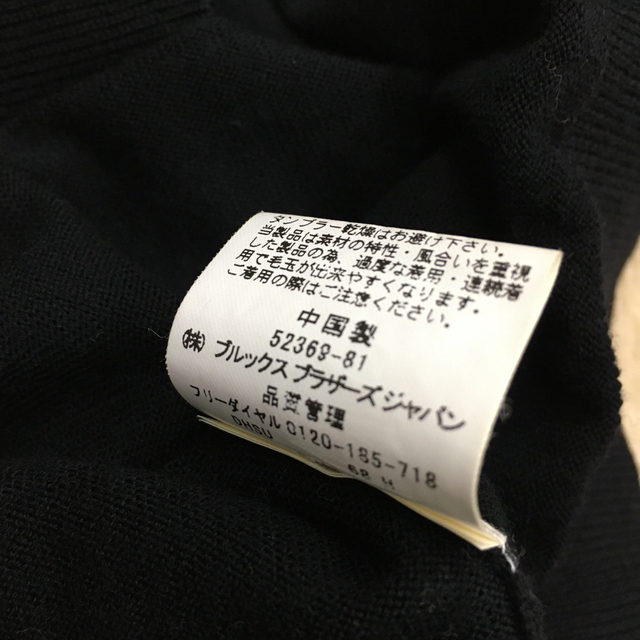 タンブラー乾燥はお避け下さい。
当製品は素材の特性・風合いを重視
した製品の為、過度な着用・連続着
用で毛玉が出来やすくなります。
ご着用の際はご注意ください。
中国製
52369-81
(株) ブルックス ブラザーズ ジャパン
品質管理
フリーダイヤル 0120-185-718